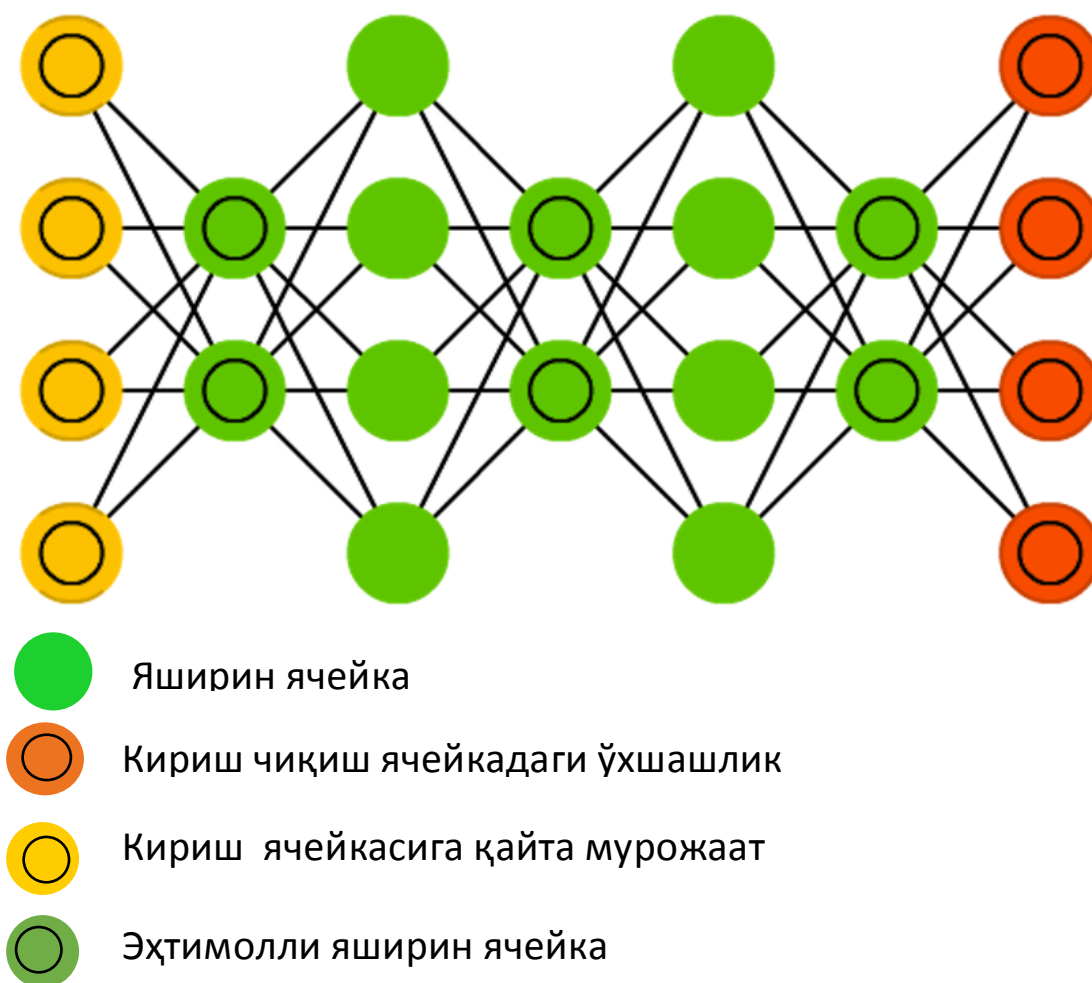 Яширин ячейка
Кириш чиқиш ячейкадаги ўхшашлик
Кириш ячейкасига қайта мурожаат
Эҳтимолли яширин ячейка